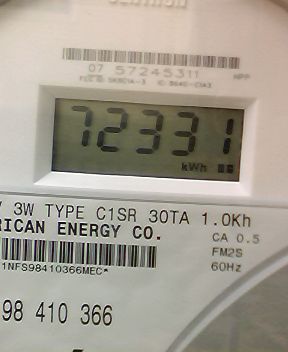 07 57245311 HPP
72331
kWh
V 3W TYPE C1SR 30TA 1.0Kh
RICAN ENERGY CO. CA 0.5
FM2S
1NFS98410366MEC* 60Hz
98 410 366